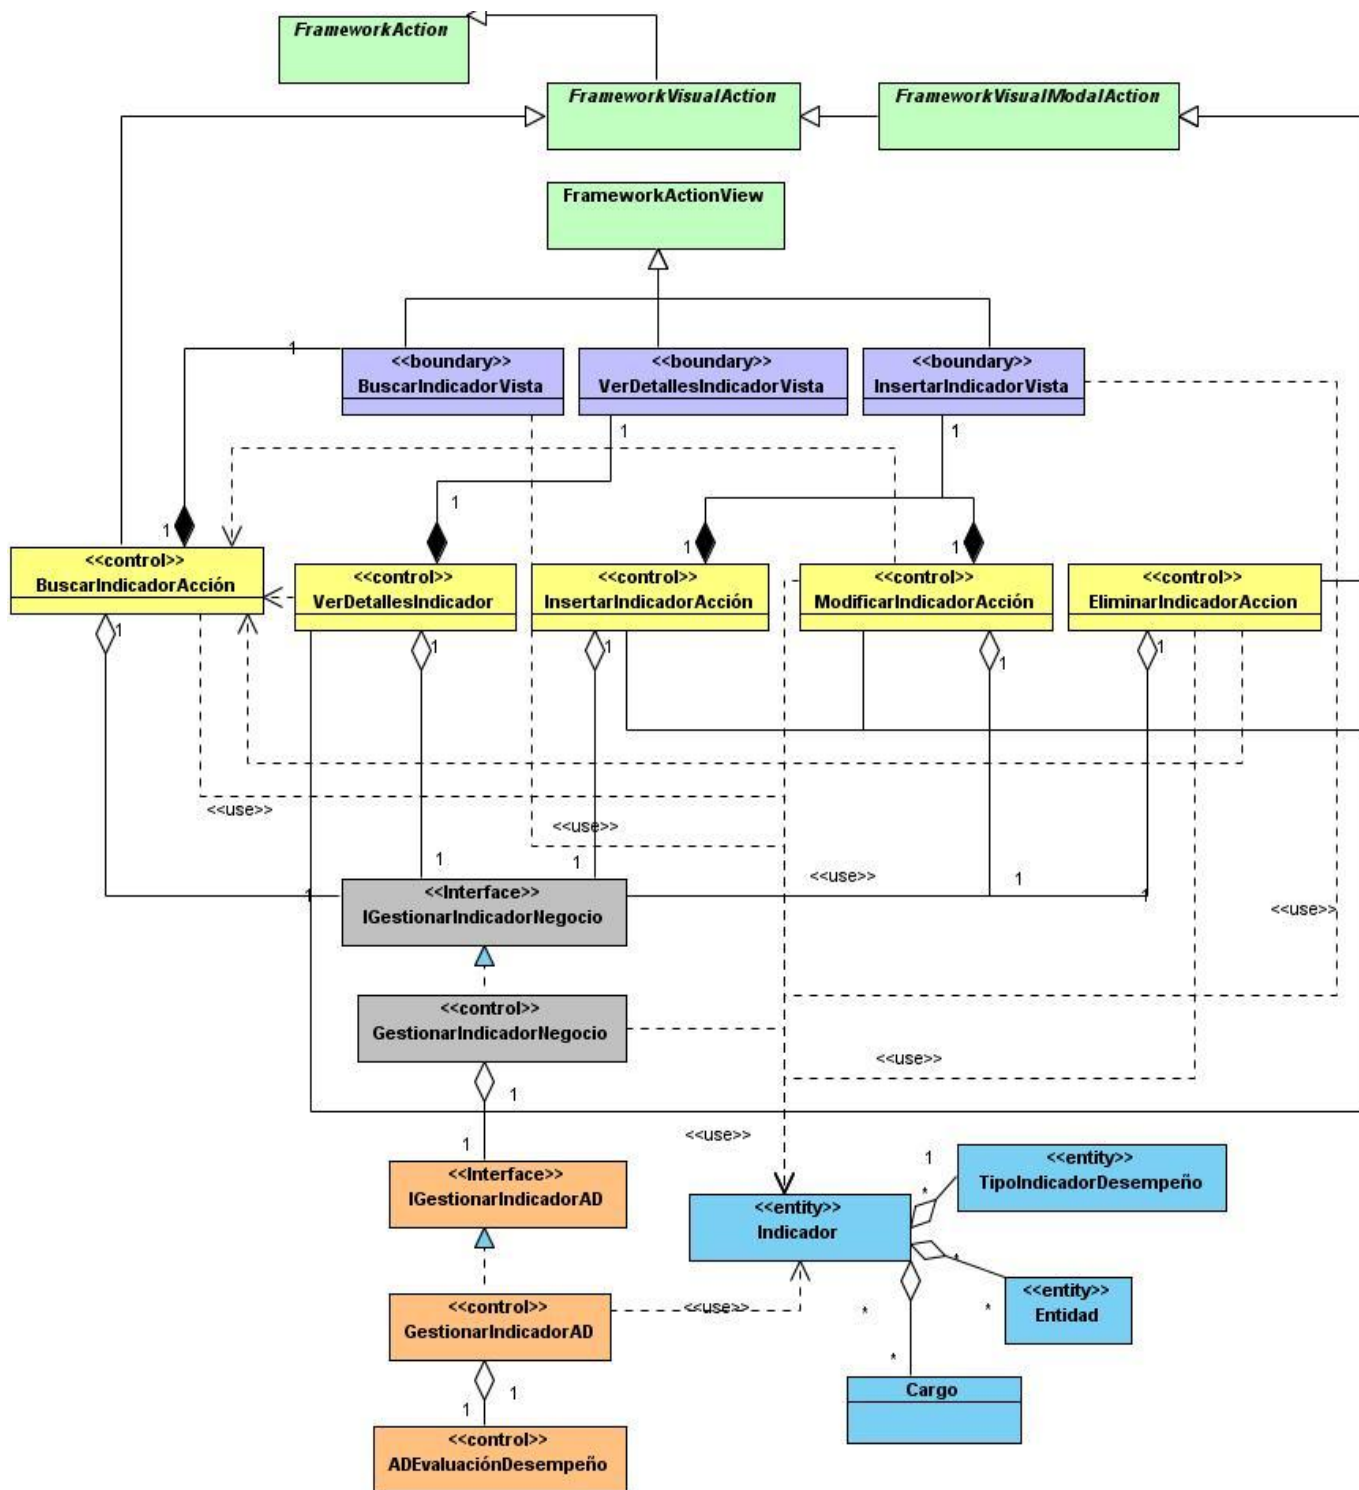 FrameworkAction
FrameworkVisualAction
FrameworkVisualModalAction
FrameworkActionView
1
<<boundary>>
BuscarIndicadorVista
<<boundary>>
VerDetallesIndicadorVista
<<boundary>>
InsertarIndicadorVista
1
1
1
1
1
1
<<control>>
BuscarIndicadorAcción
<<control>>
VerDetallesIndicador
<<control>>
InsertarIndicadorAcción
<<control>>
ModificarIndicadorAcción
<<control>>
EliminarIndicadorAccion
1
1
1
1
1
<<use>>
<<use>>
1
1
<<use>>
1
1
1
<<Interface>>
IGestionarIndicadorNegocio
<<use>>
<<control>>
GestionarIndicadorNegocio
<<use>>
1
1
<<use>>
<<Interface>>
IGestionarIndicadorAD
1
*
<<entity>>
TipoIndicadorDesempeño
<<entity>>
Indicador
*
*
<<entity>>
Entidad
<<control>>
GestionarIndicadorAD
<<use>>
*
*
Cargo
1
1
<<control>>
ADEvaluaciónDesempeño